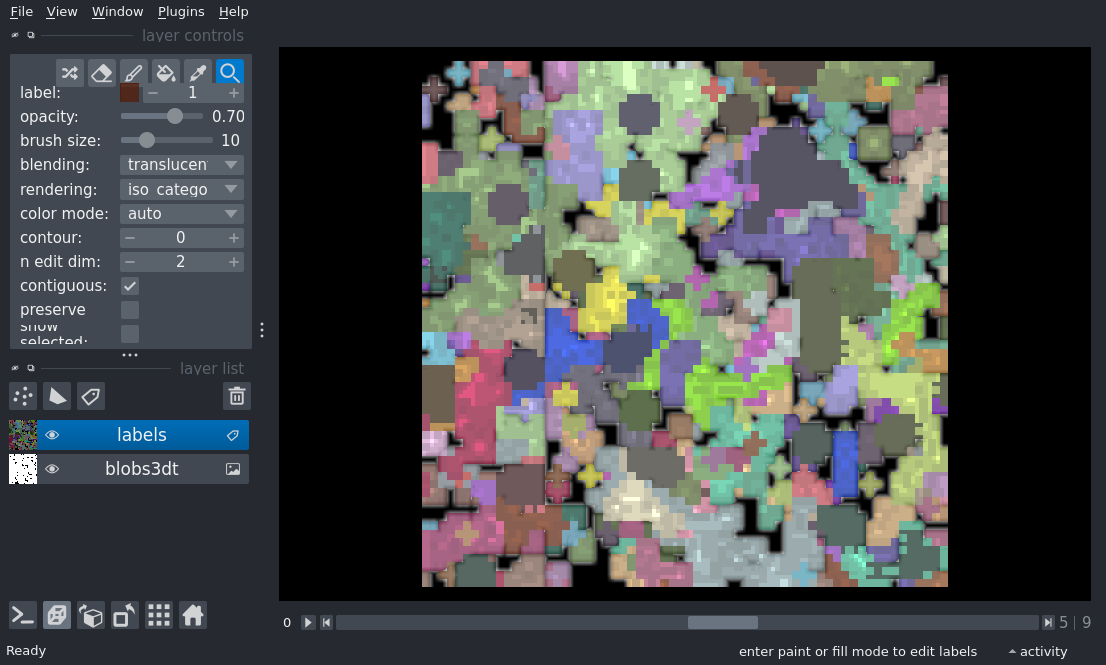 File View Window Plugins Help
layer controls
label: 1
opacity: 0.70
brush size: 10
blending: translucen
rendering: iso_catego
color mode: auto
contour: 0
n edit dim: 2
contiguous:
preserve
show
selected:
layer list
labels
blobs3dt
0 5 | 9
Ready enter paint or fill mode to edit labels activity